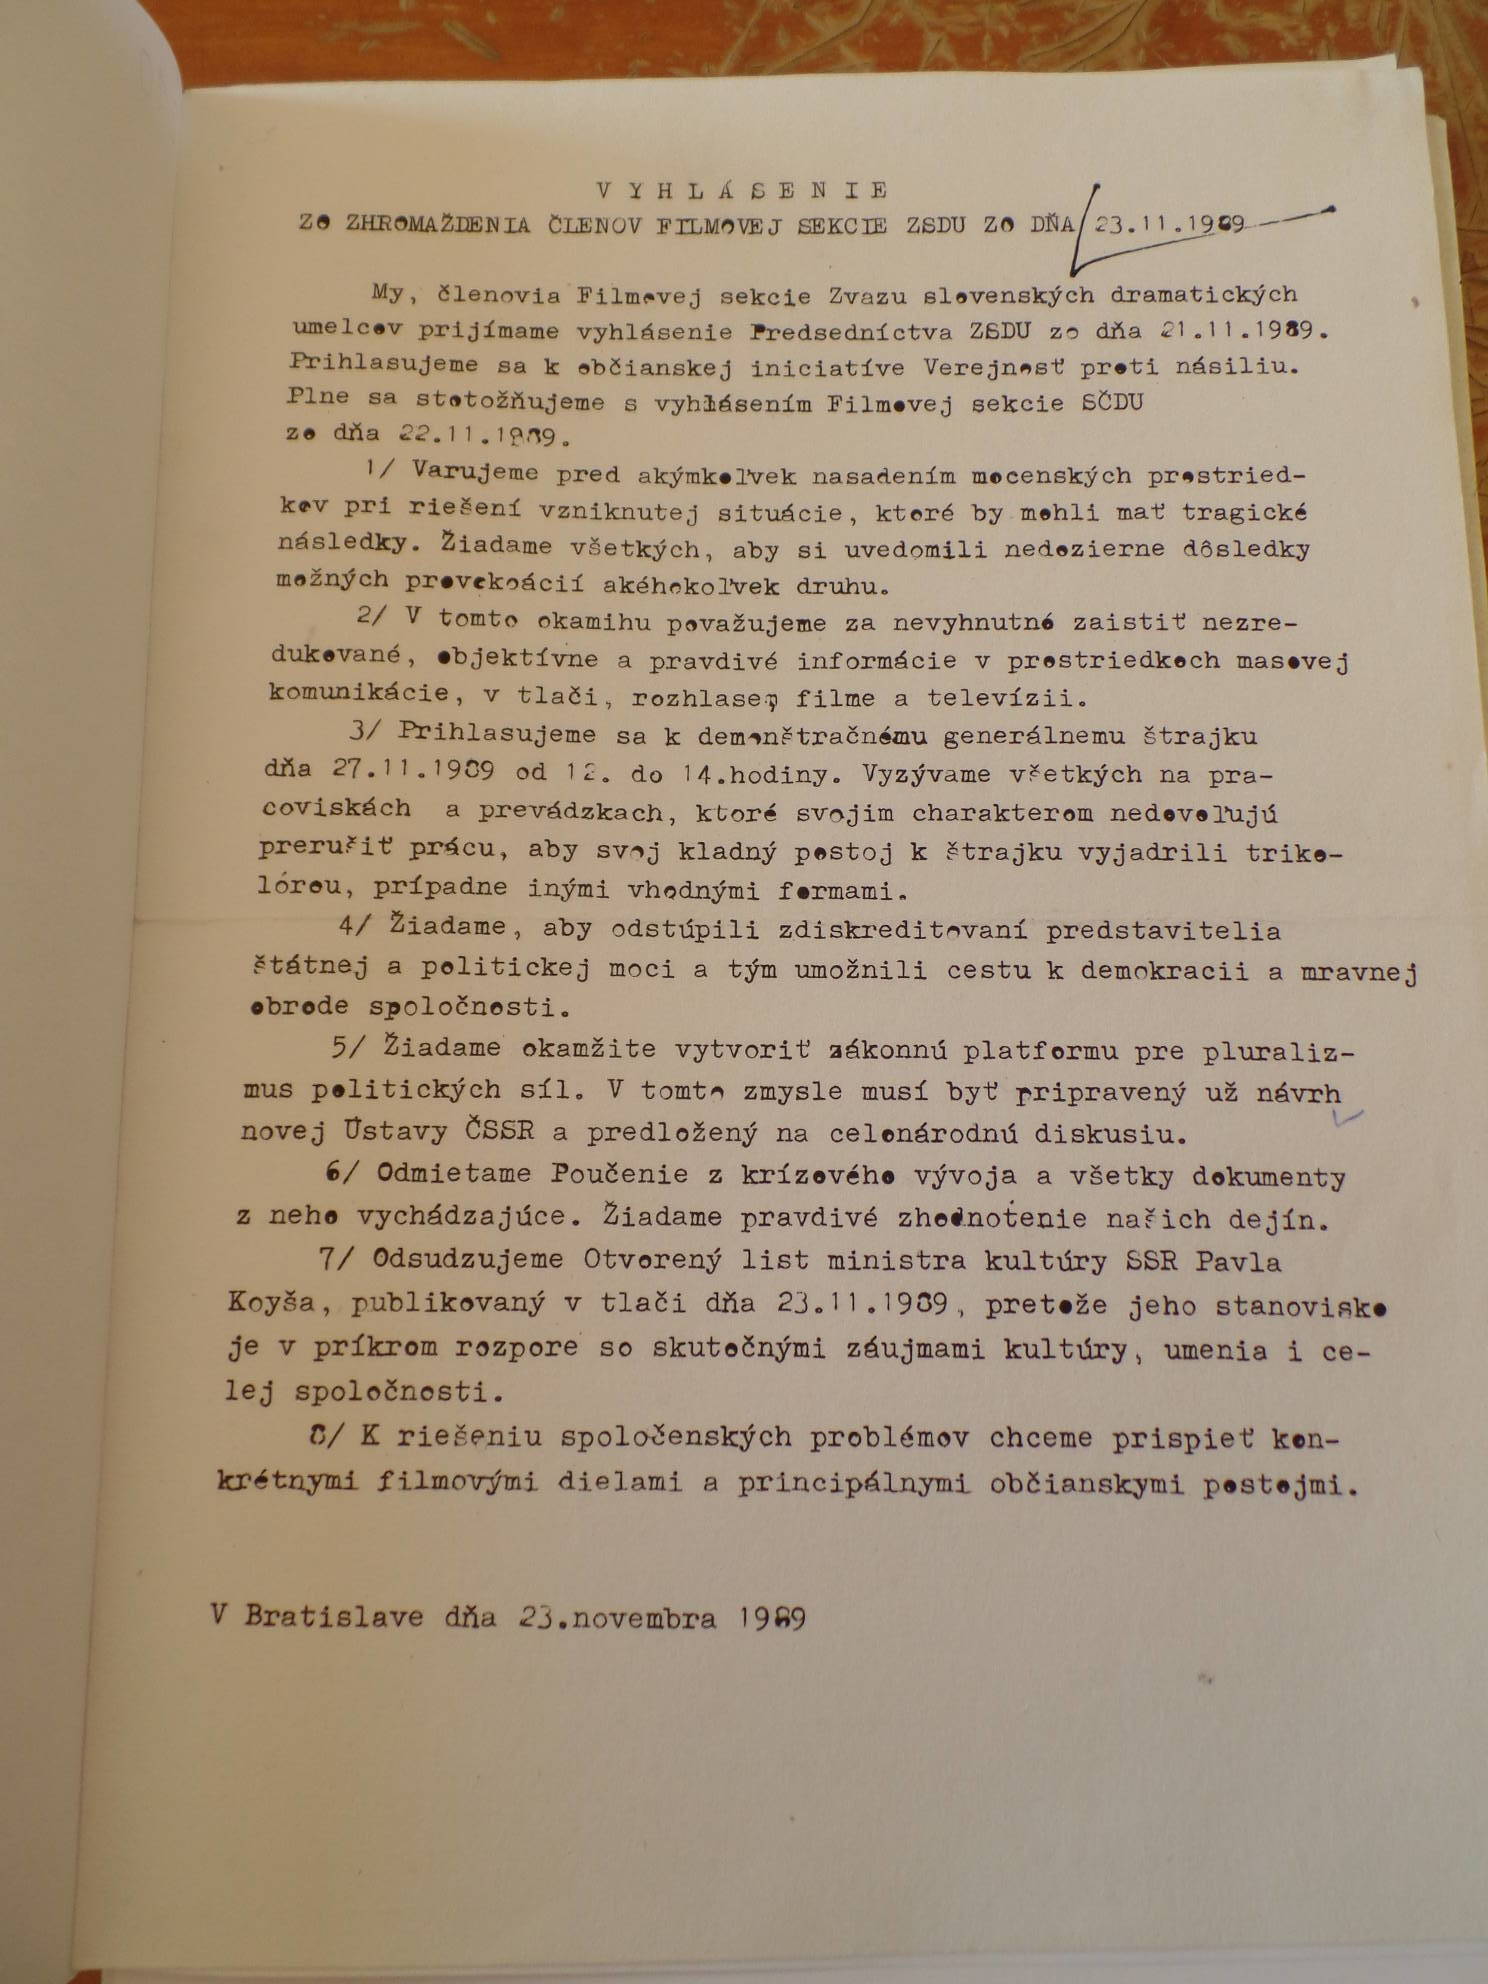 VYHLÁSENIE
ZO ZHROMAŽDENIA ČLENOV FILMOVEJ SEKCIE ZSDU ZO DŇA 23.11.1989
My, členovia Filmovej sekcie Zvazu slovenských dramatických
umelcov prijímame vyhlásenie Predsedníctva ZSDU zo dňa 21.11.1989.
Prihlasujeme sa k občianskej iniciatíve Verejnosť proti násiliu.
Plne sa stotožňujeme s vyhlásením Filmovej sekcie SČDU
zo dňa 22.11.1989.
1/ Varujeme pred akýmkoľvek nasadením mocenských prostried-
kov pri riešení vzniknutej situácie, ktoré by mohli mať tragické
následky. Žiadame všetkých, aby si uvedomili nedozierne dôsledky
možných provckoácií akéhokoľvek druhu.
2/ V tomto okamihu považujeme za nevyhnutné zaistiť nezre-
dukované, objektívne a pravdivé informácie v prostriedkoch masovej
komunikácie, v tlači, rozhlase, filme a televízii.
3/ Prihlasujeme sa k demonštračnému generálnemu štrajku
dňa 27.11.1989 od 12. do 14.hodiny. Vyzývame všetkých na pra-
coviskách a prevádzkach, ktoré svojim charakterom nedovoľujú
prerušiť prácu, aby svoj kladný postoj k štrajku vyjadrili triko-
lórou, prípadne inými vhodnými formami.
4/ Žiadame, aby odstúpili zdiskreditovaní predstavitelia
štátnej a politickej moci a tým umožnili cestu k demokracii a mravnej
obrode spoločnosti.
5/ Žiadame okamžite vytvoriť zákonnú platformu pre pluraliz-
mus politických síl. V tomto zmysle musí byť pripravený už návrh
novej Ústavy ČSSR a predložený na celonárodnú diskusiu.
6/ Odmietame Poučenie z krízového vývoja a všetky dokumenty
z neho vychádzajúce. Žiadame pravdivé zhodnotenie našich dejín.
7/ Odsudzujeme Otvorený list ministra kultúry SSR Pavla
Koyša, publikovaný v tlači dňa 23.11.1989, pretože jeho stanovisko
je v príkrom rozpore so skutočnými záujmami kultúry, umenia i ce-
lej spoločnosti.
8/ K riešeniu spoločenských problémov chceme prispieť kon-
krétnymi filmovými dielami a principálnymi občianskymi postojmi.
V Bratislave dňa 23.novembra 1989